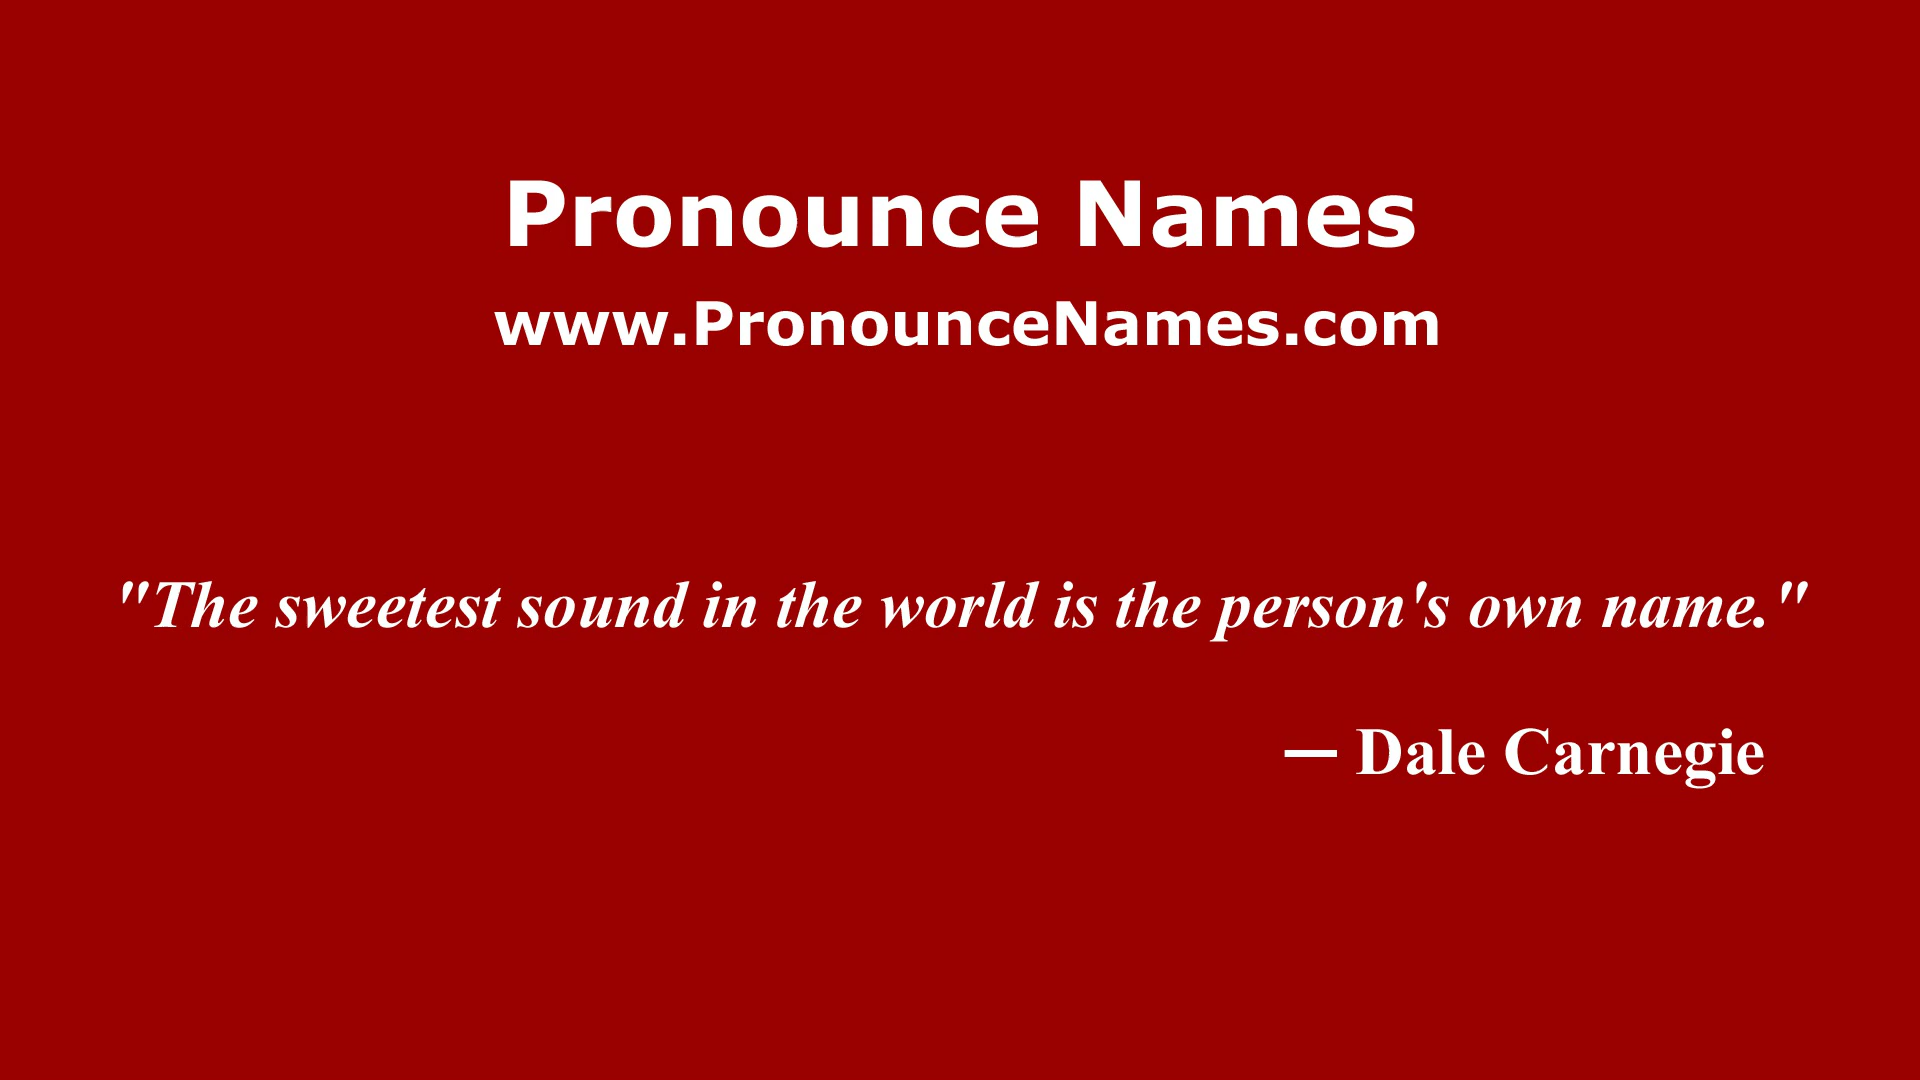 Pronounce Names
www.PronounceNames.com
"The sweetest sound in the world is the person's own name."
— Dale Carnegie